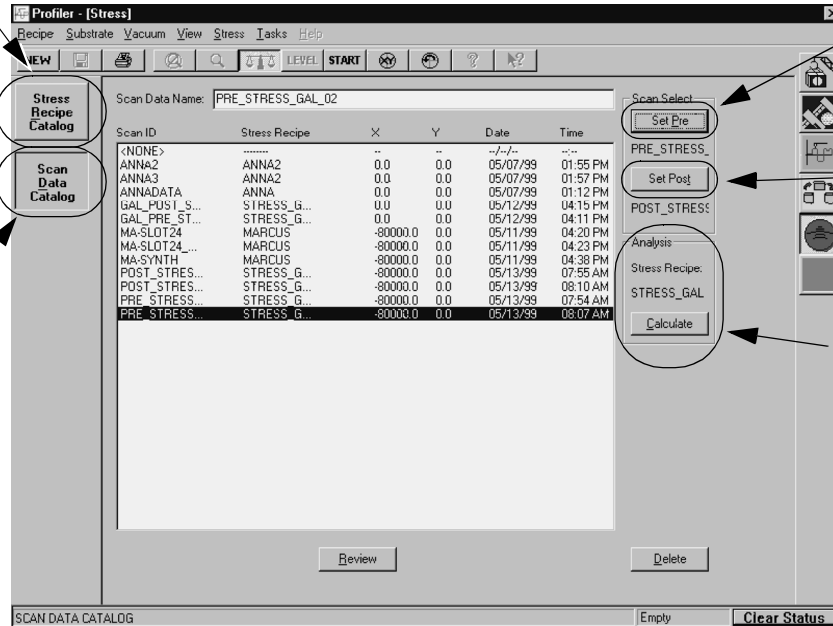 Profiler - [Stress]
Recipe Substrate Vacuum View Stress Tasks Help
NEW LEVEL START XY ? ?
Stress
Recipe
Catalog
Scan
Data
Catalog
Scan Data Name: PRE_STRESS_GAL_02
Scan ID Stress Recipe X Y Date Time
<NONE> -------- -- -- --/--/-- --:--
ANNA2 ANNA2 0.0 0.0 05/07/99 01:55 PM
ANNA3 ANNA2 0.0 0.0 05/07/99 01:57 PM
ANNADATA ANNA 0.0 0.0 05/07/99 01:12 PM
GAL_POST_S... STRESS_G... 0.0 0.0 05/12/99 04:15 PM
GAL_PRE_ST... STRESS_G... 0.0 0.0 05/12/99 04:11 PM
MA-SLOT24 MARCUS -80000.0 0.0 05/11/99 04:20 PM
MA-SLOT24_... MARCUS -80000.0 0.0 05/11/99 04:23 PM
MA-SYNTH MARCUS -80000.0 0.0 05/11/99 04:38 PM
POST_STRES... STRESS_G... -80000.0 0.0 05/13/99 07:55 AM
POST_STRES... STRESS_G... -80000.0 0.0 05/13/99 08:10 AM
PRE_STRESS... STRESS_G... -80000.0 0.0 05/13/99 07:54 AM
PRE_STRESS... STRESS_G... -80000.0 0.0 05/13/99 08:07 AM
Scan Select
Set Pre
PRE_STRESS_
Set Post
POST_STRESS
Analysis
Stress Recipe:
STRESS_GAL
Calculate
Review
Delete
SCAN DATA CATALOG Empty Clear Status